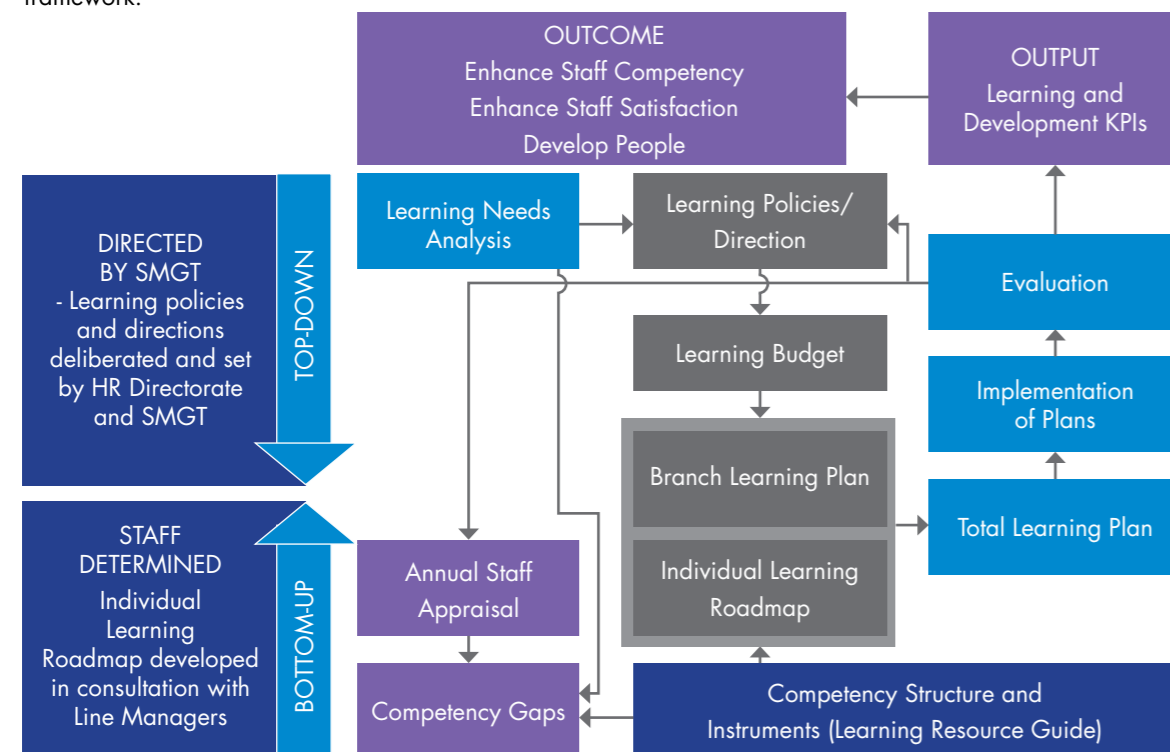 framework.
OUTCOME
Enhance Staff Competency
Enhance Staff Satisfaction
Develop People
OUTPUT
Learning and
Development KPIs
DIRECTED
BY SMGT
- Learning policies
and directions
deliberated and set
by HR Directorate
and SMGT
TOP-DOWN
Learning Needs
Analysis
Learning Policies/
Direction
Evaluation
Learning Budget
Implementation
of Plans
Branch Learning Plan
Total Learning Plan
Individual Learning
Roadmap
STAFF
DETERMINED
Individual
Learning
Roadmap developed
in consultation with
Line Managers
BOTTOM-UP
Annual Staff
Appraisal
Competency Gaps
Competency Structure and
Instruments (Learning Resource Guide)